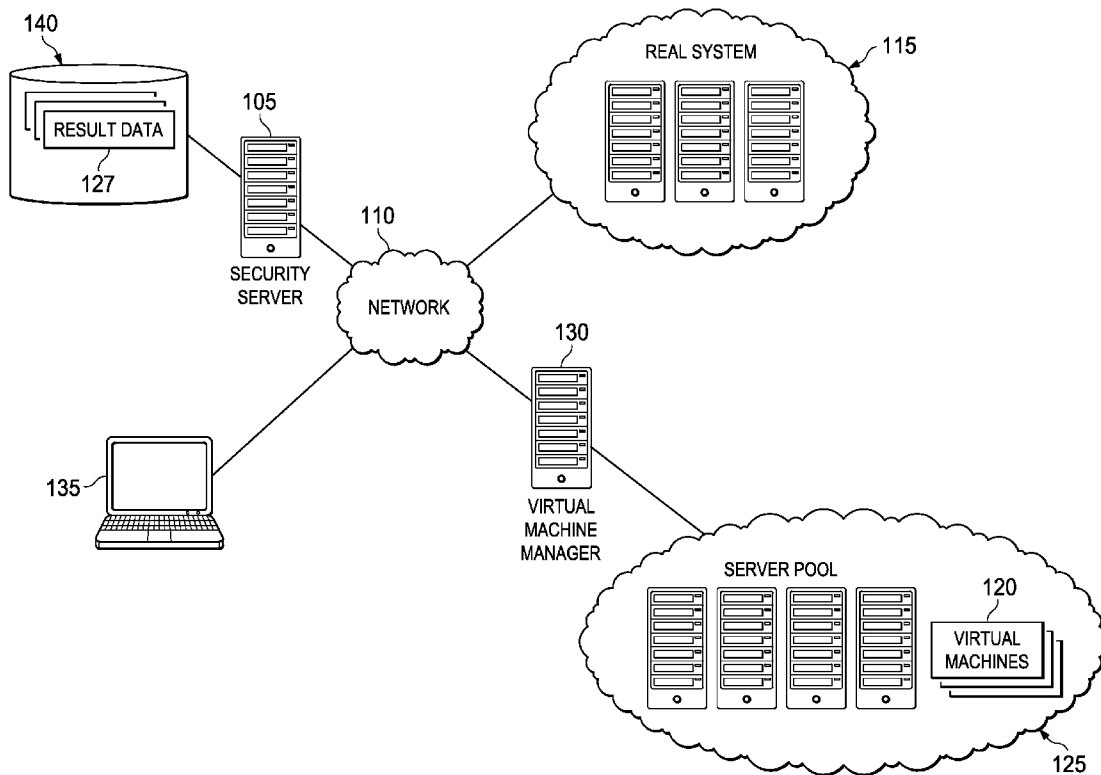 140
RESULT DATA
127
105
SECURITY
SERVER
REAL SYSTEM
115
110
NETWORK
130
VIRTUAL
MACHINE
MANAGER
135
SERVER POOL
120
VIRTUAL
MACHINES
125